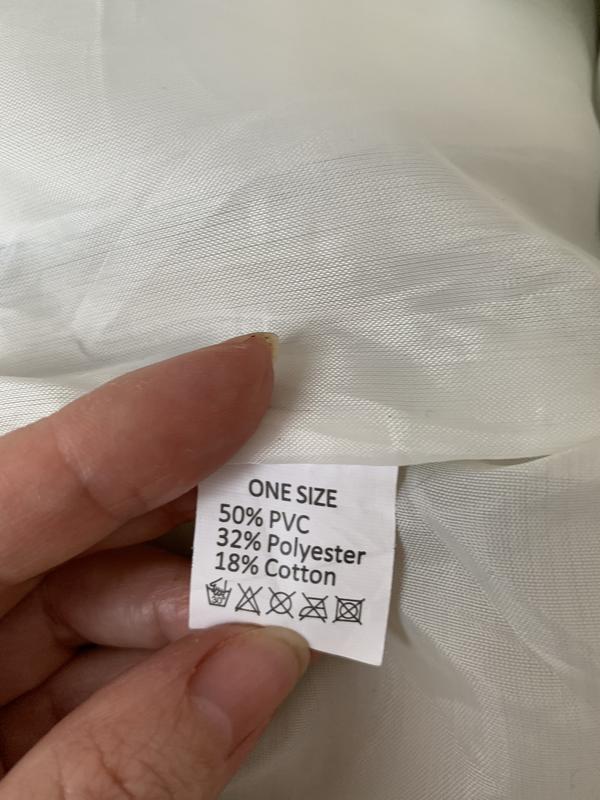 ONE SIZE
50% PVC
32% Polyester
18% Cotton